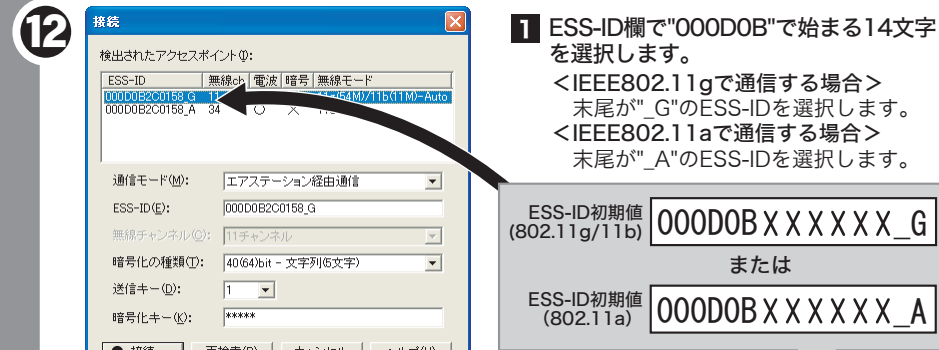 12
接続
検出されたアクセスポイント(I):
ESS-ID 無線ch 電波 暗号 無線モード
000D0B2C0158_G 11 (54M)/11b(11M)-Auto
000D0B2C0158_A 34 ○ ×
通信モード(M): エアステーション経由通信
ESS-ID(E): 000D0B2C0158_G
無線チャンネル(C): 11チャンネル
暗号化の種類(T): 40(64)bit - 文字列(5文字)
送信キー(D): 1
暗号化キー(K): *****
1 ESS-ID欄で"000D0B"で始まる14文字
を選択します。
＜IEEE802.11gで通信する場合＞
末尾が"_G"のESS-IDを選択します。
＜IEEE802.11aで通信する場合＞
末尾が"_A"のESS-IDを選択します。
ESS-ID初期値
(802.11g/11b)
000D0BXXXXXX_G
または
ESS-ID初期値
(802.11a)
000D0BXXXXXX_A